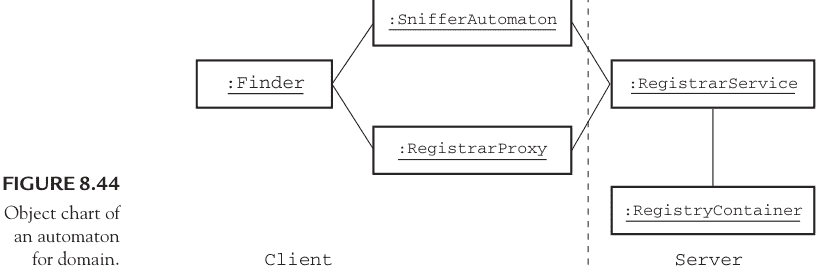 :SnifferAutomaton
:Finder
:RegistrarService
:RegistrarProxy
FIGURE 8.44
Object chart of
an automaton
for domain.
:RegistryContainer
Client
Server